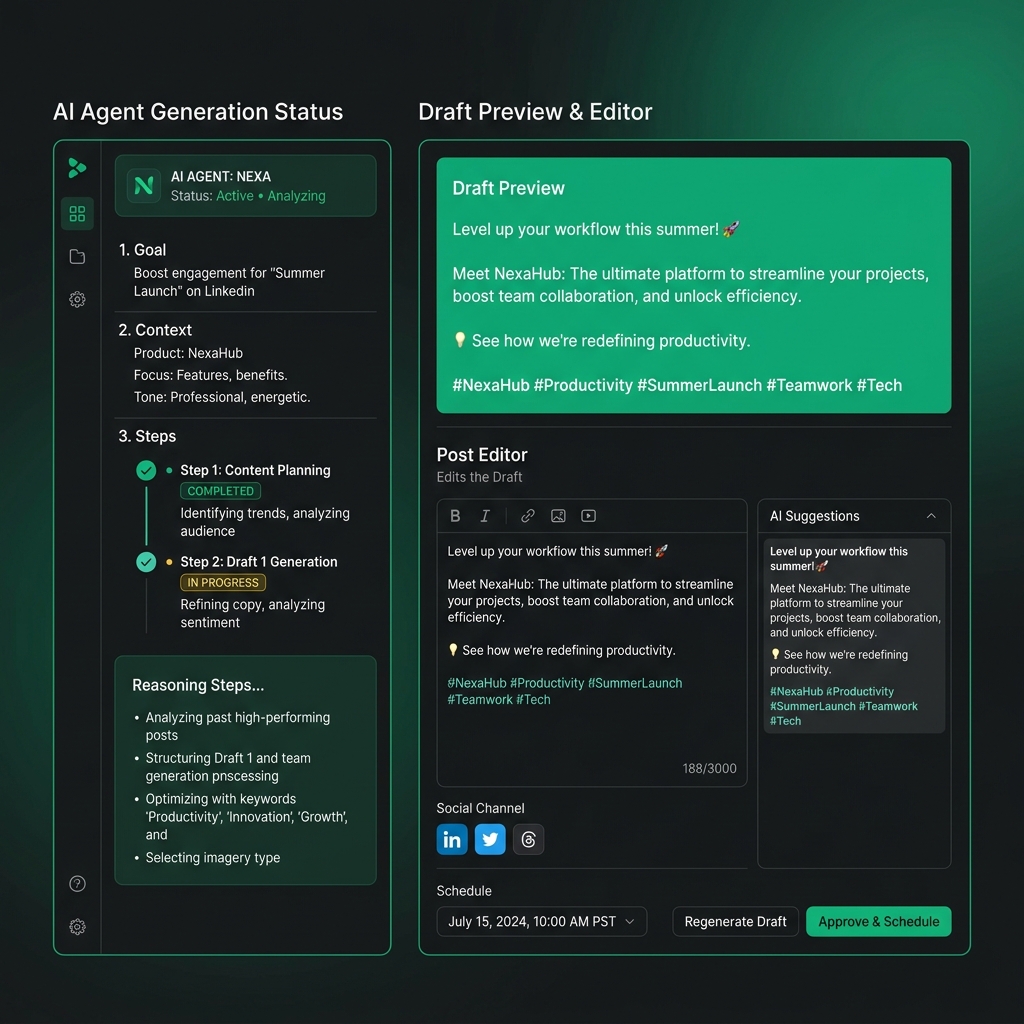 AI Agent Generation Status
AI AGENT: NEXA
Status: Active • Analyzing
1. Goal
Boost engagement for "Summer
Launch" on Linkedin
2. Context
Product: NexaHub
Focus: Features, benefits.
Tone: Professional, energetic.
3. Steps
Step 1: Content Planning
COMPLETED
Identifying trends, analyzing
audience
Step 2: Draft 1 Generation
IN PROGRESS
Refining copy, analyzing
sentiment
Reasoning Steps...
• Analyzing past high-performing
posts
• Structuring Draft 1 and team
generation pnscessing
• Optimizing with keywords
'Productivity', 'Innovation', 'Growth',
and
• Selecting imagery type
Draft Preview & Editor
Draft Preview
Level up your workflow this summer! 🚀
Meet NexaHub: The ultimate platform to streamline your projects,
boost team collaboration, and unlock efficiency.
💡 See how we're redefining productivity.
#NexaHub #Productivity #SummerLaunch #Teamwork #Tech
Post Editor
Edits the Draft
B I
Level up your workfiow this summer! 🚀
Meet NexaHub: The ultimate platform to streamline
your projects, boost team collaboration, and unlock
efficiency.
💡 See how we're redefining productivity.
#NexaHub #Productivity #SummerLaunch
#Teamwork #Tech
188/3000
AI Suggestions
Level up your workflow this
summer!🚀
Meet NexaHub: The ultimate
platform to streamline your
projects, boost team collaboration,
and unlock efficiency.
💡 See how we're redefining
productivity.
#NexaHub #Productivity
#SummerLaunch #Teamwork
#Tech
Social Channel
in
Schedule
July 15, 2024, 10:00 AM PST
Regenerate Draft
Approve & Schedule